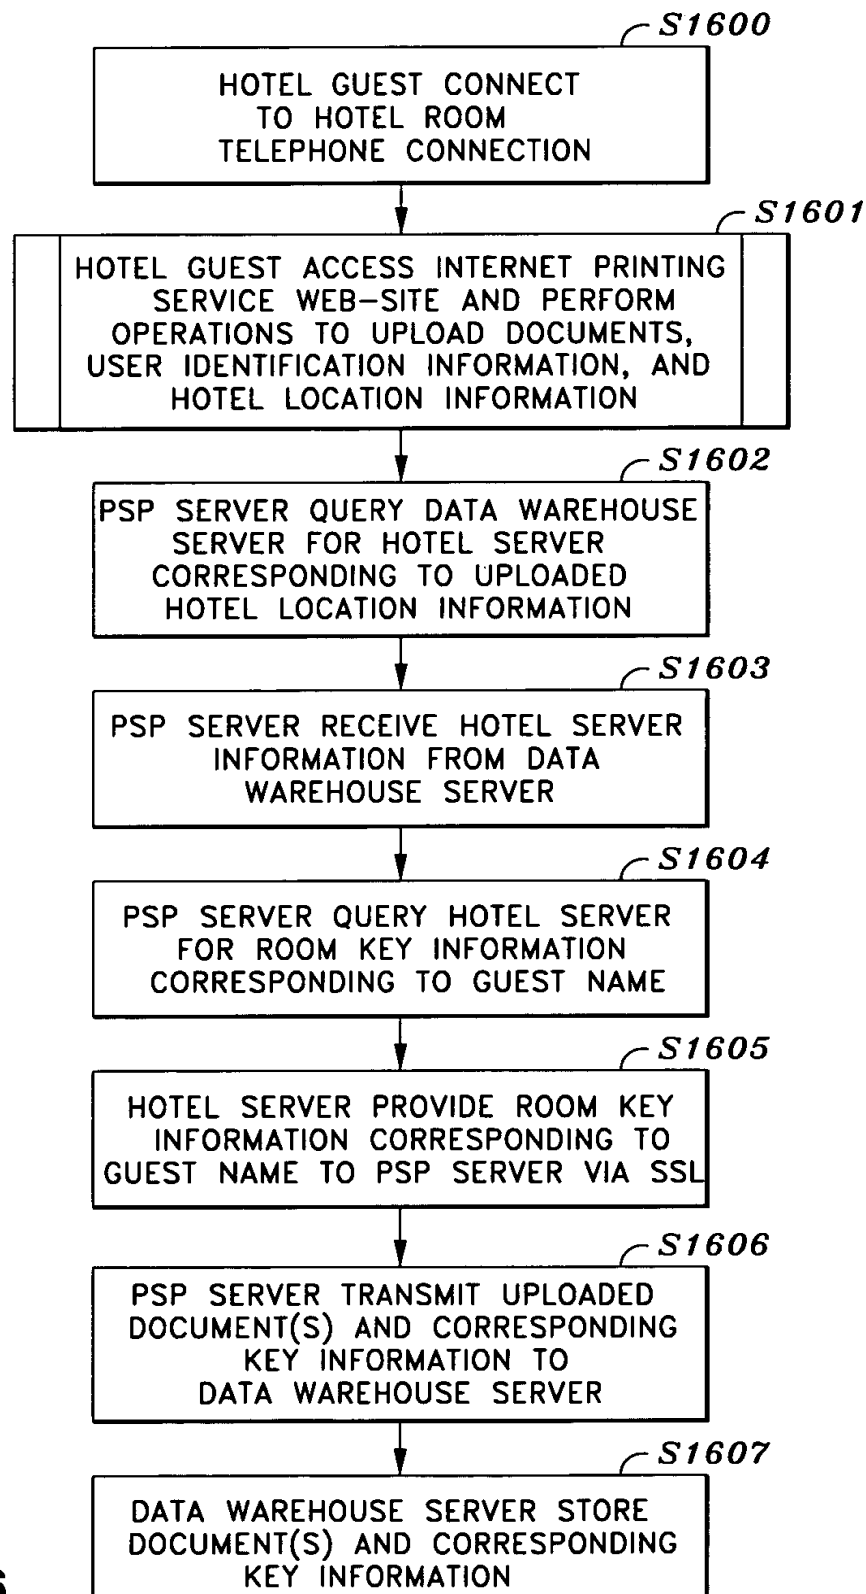 S1600
HOTEL GUEST CONNECT
TO HOTEL ROOM
TELEPHONE CONNECTION
S1601
HOTEL GUEST ACCESS INTERNET PRINTING
SERVICE WEB-SITE AND PERFORM
OPERATIONS TO UPLOAD DOCUMENTS,
USER IDENTIFICATION INFORMATION, AND
HOTEL LOCATION INFORMATION
S1602
PSP SERVER QUERY DATA WAREHOUSE
SERVER FOR HOTEL SERVER
CORRESPONDING TO UPLOADED
HOTEL LOCATION INFORMATION
S1603
PSP SERVER RECEIVE HOTEL SERVER
INFORMATION FROM DATA
WAREHOUSE SERVER
S1604
PSP SERVER QUERY HOTEL SERVER
FOR ROOM KEY INFORMATION
CORRESPONDING TO GUEST NAME
S1605
HOTEL SERVER PROVIDE ROOM KEY
INFORMATION CORRESPONDING TO
GUEST NAME TO PSP SERVER VIA SSL
S1606
PSP SERVER TRANSMIT UPLOADED
DOCUMENT(S) AND CORRESPONDING
KEY INFORMATION TO
DATA WAREHOUSE SERVER
S1607
DATA WAREHOUSE SERVER STORE
DOCUMENT(S) AND CORRESPONDING
KEY INFORMATION